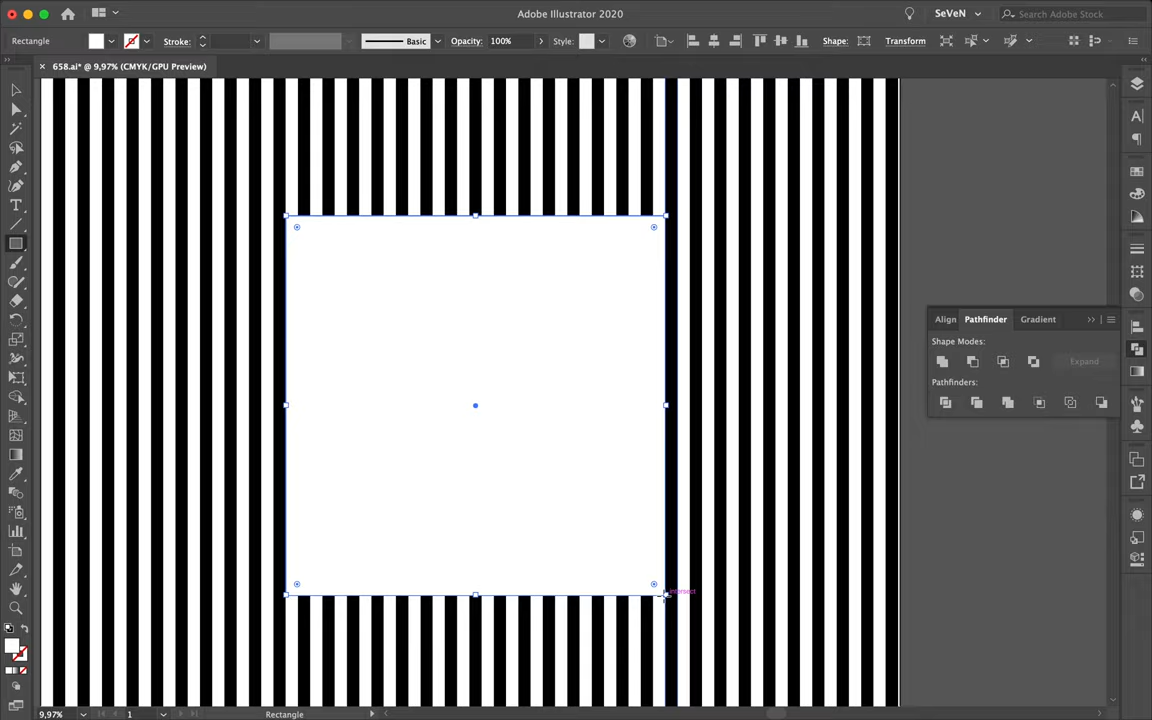 Adobe Illustrator 2020
SeVeN
Search Adobe Stock
Rectangle
Stroke:
Basic
Opacity:
100%
Style:
Shape:
Transform
658.ai* @ 9,97% (CMYK/GPU Preview)
Align
Pathfinder
Gradient
Shape Modes:
Expand
Pathfinders:
intersect
9,97%
1
Rectangle